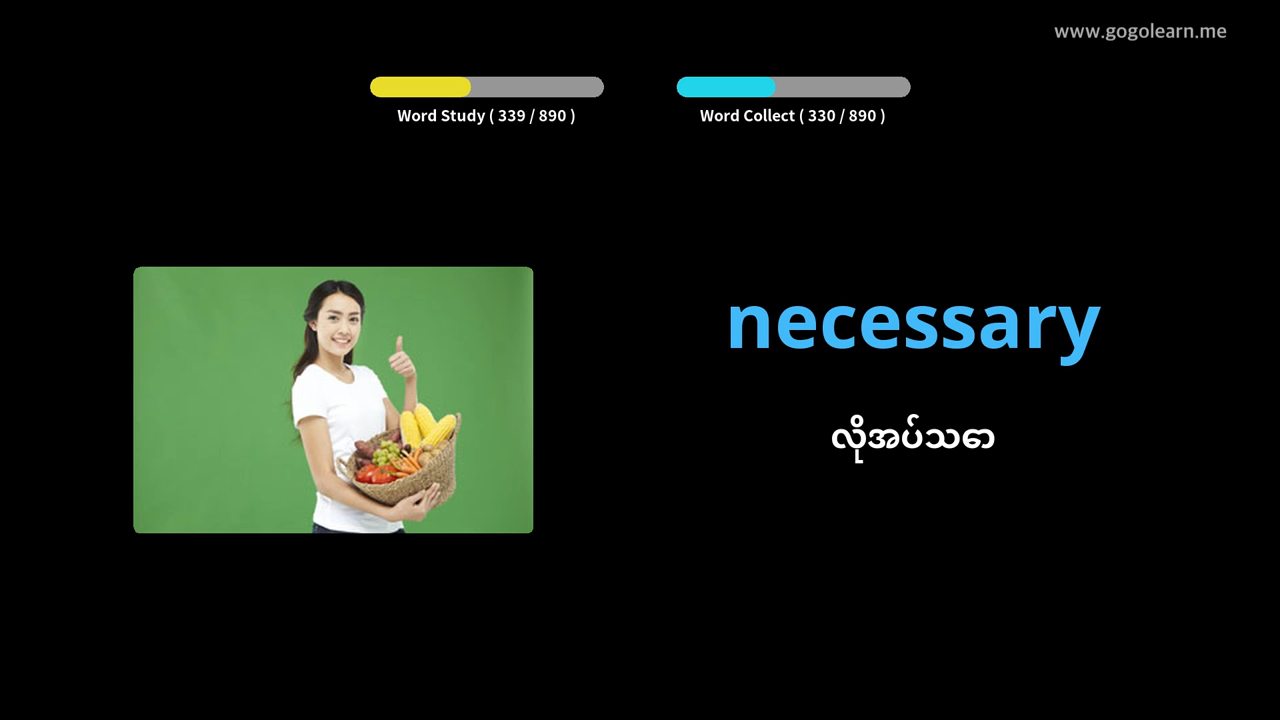 www.gogolearn.me
Word Study ( 339 / 890 )
Word Collect ( 330 / 890 )
necessary
လိုအပ်သော